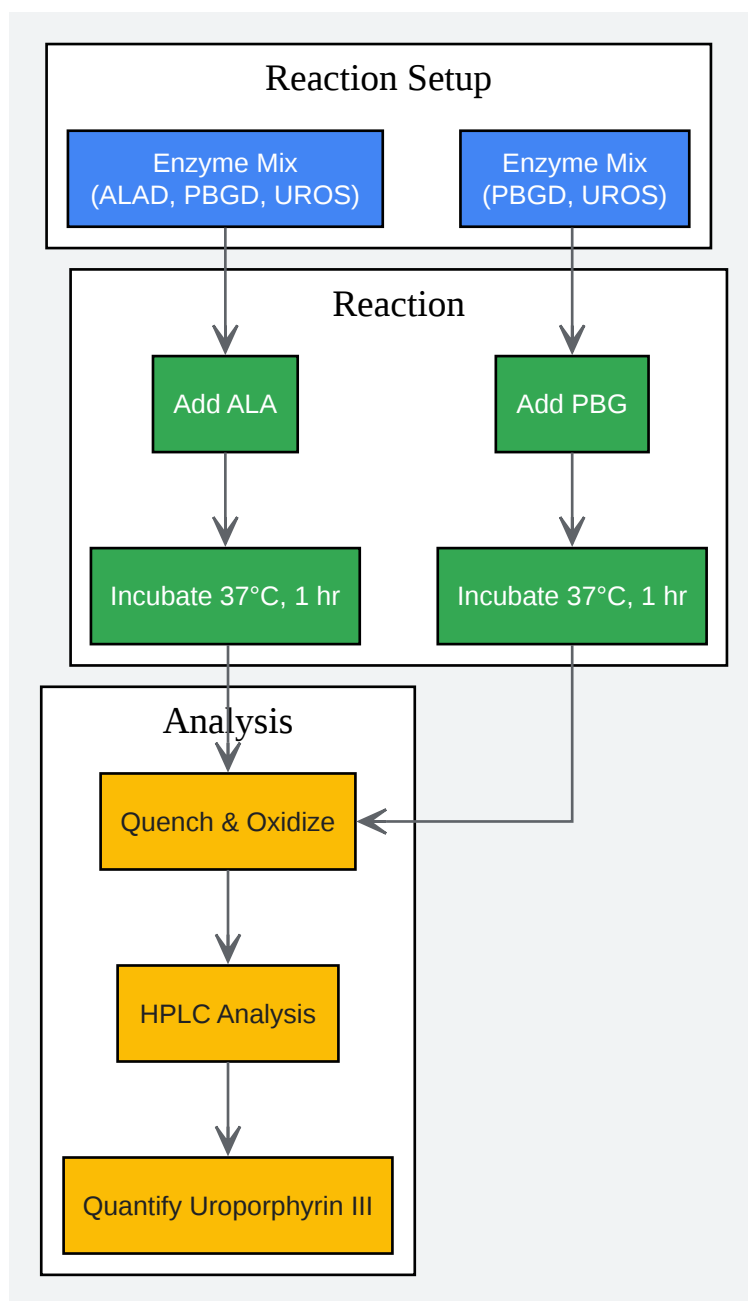 Reaction Setup
Enzyme Mix
(ALAD, PBGD, UROS)
Enzyme Mix
(PBGD, UROS)
Reaction
Add ALA
Add PBG
Incubate 37°C, 1 hr
Incubate 37°C, 1 hr
Analysis
Quench & Oxidize
HPLC Analysis
Quantify Uroporphyrin III